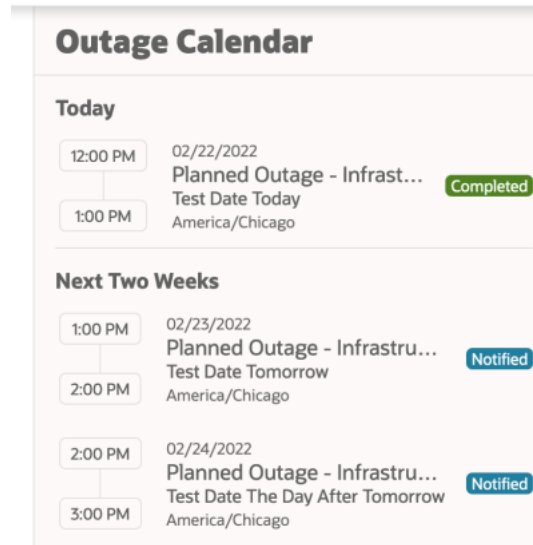 Outage Calendar
Today
12:00 PM
1:00 PM
02/22/2022
Planned Outage - Infrast...
Test Date Today
America/Chicago
Completed
Next Two Weeks
1:00 PM
2:00 PM
02/23/2022
Planned Outage - Infrastru...
Test Date Tomorrow
America/Chicago
Notified
2:00 PM
3:00 PM
02/24/2022
Planned Outage - Infrastru...
Test Date The Day After Tomorrow
America/Chicago
Notified